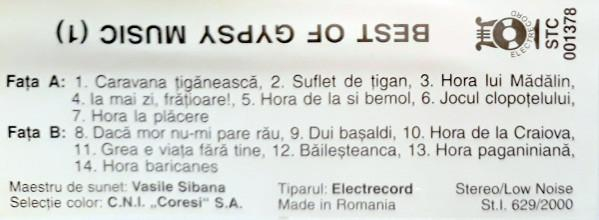 BEST OF GYPSY MUSIC (1)
ELECTRECORD
STC
001378
Fața A: 1. Caravana țigănească, 2. Suflet de țigan, 3. Hora lui Mădălin,
4. Ia mai zi, frățioare!, 5. Hora de la si bemol, 6. Jocul clopoțelului,
7. Hora la plăcere
Fața B: 8. Dacă mor nu-mi pare rău, 9. Dui bașaldi, 10. Hora de la Craiova,
11. Grea e viața fără tine, 12. Băileșteanca, 13. Hora paganiniană,
14. Hora baricanes
Maestru de sunet: Vasile Sibana Tiparul: Electrecord Stereo/Low Noise
Selecție color: C.N.I. „Coresi” S.A. Made in Romania St.I. 629/2000